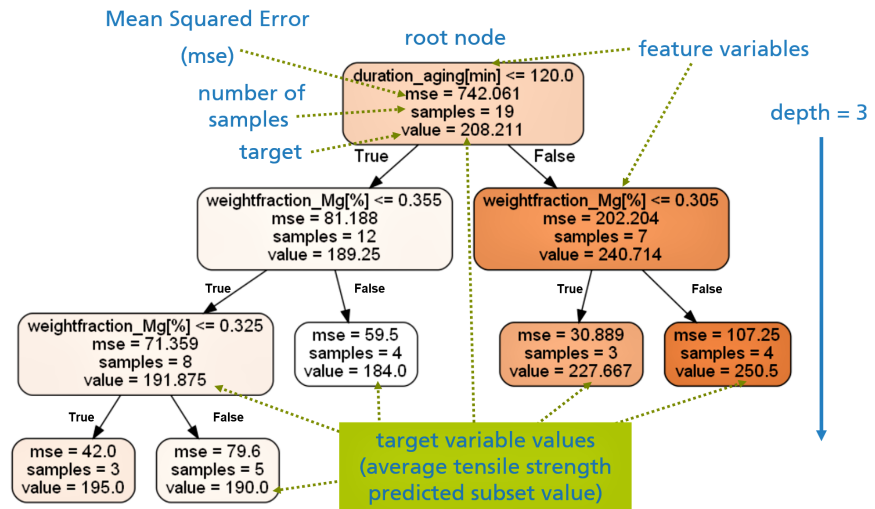 Mean Squared Error
(mse)
root node
feature variables
number of
samples
target
depth = 3
duration_aging[min] <= 120.0
mse = 742.061
samples = 19
value = 208.211
True
False
weightfraction_Mg[%] <= 0.355
mse = 81.188
samples = 12
value = 189.25
weightfraction_Mg[%] <= 0.305
mse = 202.204
samples = 7
value = 240.714
True
False
True
False
weightfraction_Mg[%] <= 0.325
mse = 71.359
samples = 8
value = 191.875
mse = 59.5
samples = 4
value = 184.0
mse = 30.889
samples = 3
value = 227.667
mse = 107.25
samples = 4
value = 250.5
True
False
mse = 42.0
samples = 3
value = 195.0
mse = 79.6
samples = 5
value = 190.0
target variable values
(average tensile strength
predicted subset value)